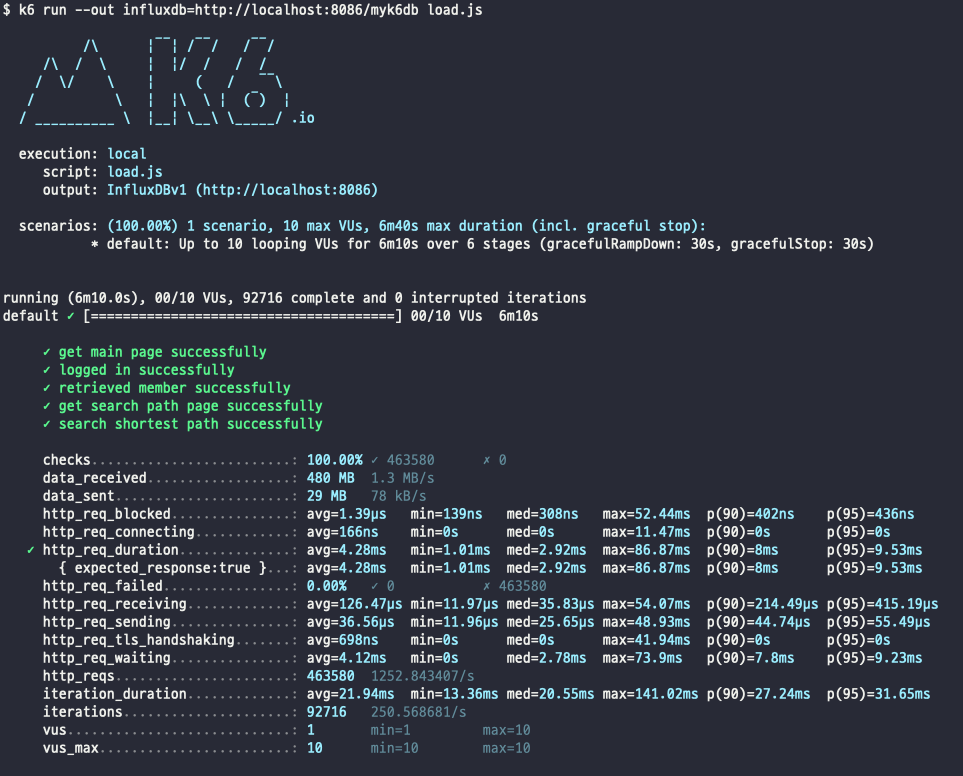 $ k6 run --out influxdb=http://localhost:8086/myk6db load.js
.io
execution: local
script: load.js
output: InfluxDBv1 (http://localhost:8086)
scenarios: (100.00%) 1 scenario, 10 max VUs, 6m40s max duration (incl. graceful stop):
* default: Up to 10 looping VUs for 6m10s over 6 stages (gracefulRampDown: 30s, gracefulStop: 30s)
running (6m10.0s), 00/10 VUs, 92716 complete and 0 interrupted iterations
default ✓ [======================================] 00/10 VUs  6m10s
✓ get main page successfully
✓ logged in successfully
✓ retrieved member successfully
✓ get search path page successfully
✓ search shortest path successfully
checks.........................: 100.00% ✓ 463580      ✗ 0
data_received..................: 480 MB  1.3 MB/s
data_sent......................: 29 MB   78 kB/s
http_req_blocked...............: avg=1.39µs   min=139ns   med=308ns   max=52.44ms  p(90)=402ns    p(95)=436ns
http_req_connecting............: avg=166ns    min=0s      med=0s      max=11.47ms  p(90)=0s       p(95)=0s
✓ http_req_duration..............: avg=4.28ms   min=1.01ms  med=2.92ms  max=86.87ms  p(90)=8ms      p(95)=9.53ms
{ expected_response:true }...: avg=4.28ms   min=1.01ms  med=2.92ms  max=86.87ms  p(90)=8ms      p(95)=9.53ms
http_req_failed................: 0.00%   ✓ 0           ✗ 463580
http_req_receiving.............: avg=126.47µs min=11.97µs med=35.83µs max=54.07ms  p(90)=214.49µs p(95)=415.19µs
http_req_sending...............: avg=36.56µs  min=11.96µs med=25.65µs max=48.93ms  p(90)=44.74µs  p(95)=55.49µs
http_req_tls_handshaking.......: avg=698ns    min=0s      med=0s      max=41.94ms  p(90)=0s       p(95)=0s
http_req_waiting...............: avg=4.12ms   min=0s      med=2.78ms  max=73.9ms   p(90)=7.8ms    p(95)=9.23ms
http_reqs......................: 463580  1252.843407/s
iteration_duration.............: avg=21.94ms  min=13.36ms med=20.55ms max=141.02ms p(90)=27.24ms  p(95)=31.65ms
iterations.....................: 92716   250.568681/s
vus............................: 1       min=1         max=10
vus_max........................: 10      min=10        max=10